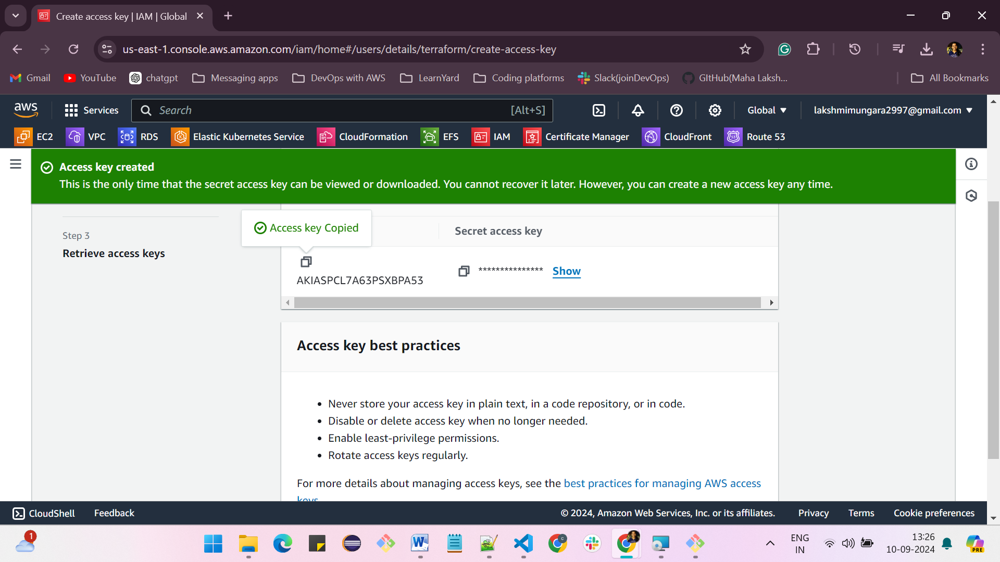 Create access key | IAM | Global
us-east-1.console.aws.amazon.com/iam/home#/users/details/terraform/create-access-key
Gmail
YouTube
chatgpt
Messaging apps
DevOps with AWS
LearnYard
Coding platforms
Slack(joinDevOps)
GItHub(Maha Laksh...
All Bookmarks
aws
Services
Search
[Alt+S]
Global
lakshmimungara2997@gmail.com
EC2
VPC
RDS
Elastic Kubernetes Service
CloudFormation
EFS
IAM
Certificate Manager
CloudFront
53
Route 53
Access key created
This is the only time that the secret access key can be viewed or downloaded. You cannot recover it later. However, you can create a new access key any time.
Step 3
Retrieve access keys
Access key Copied
Secret access key
AKIASPCL7A63PSXBPA53
*************** Show
Access key best practices
• Never store your access key in plain text, in a code repository, or in code.
• Disable or delete access key when no longer needed.
• Enable least-privilege permissions.
• Rotate access keys regularly.
For more details about managing access keys, see the best practices for managing AWS access
keys
CloudShell
Feedback
© 2024, Amazon Web Services, Inc. or its affiliates.
Privacy
Terms
Cookie preferences
1
ENG
IN
13:26
10-09-2024
PRE